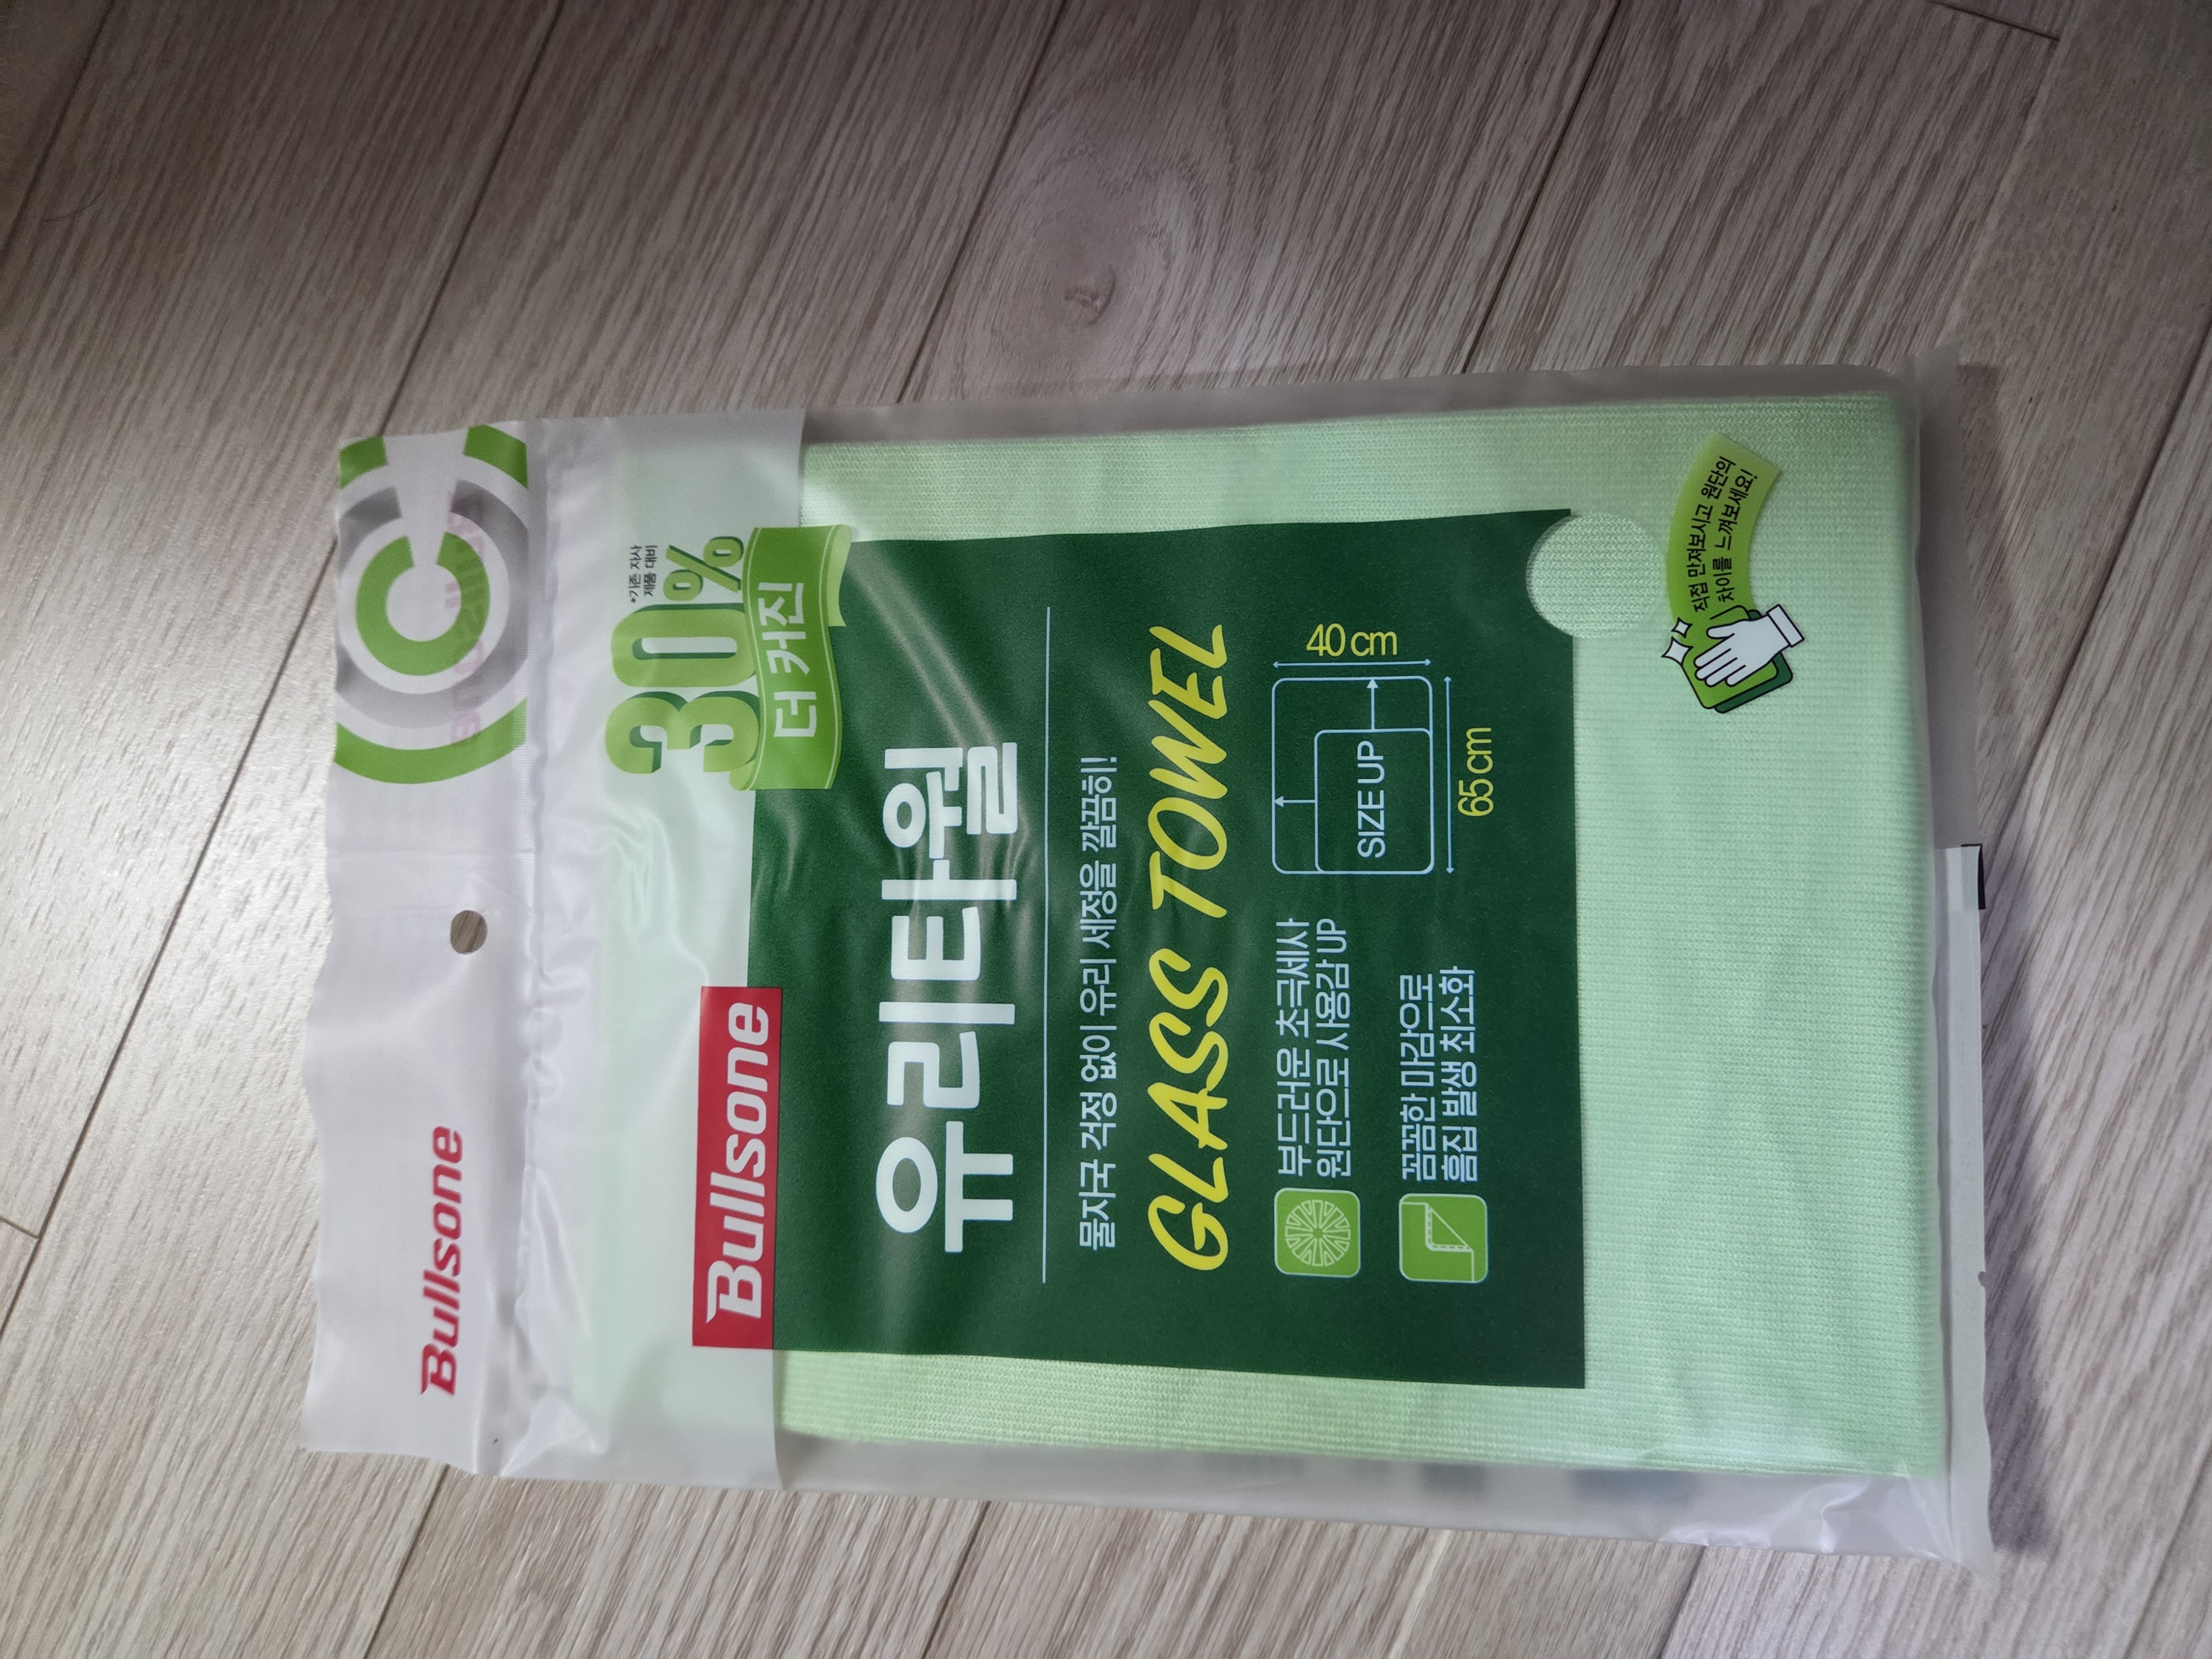 Bullsone
*기존 자사
제품 대비
30%
더 커진
Bullsone
유리타월
물자국 걱정 없이 유리 세정을 깔끔히!
GLASS TOWEL
부드러운 초극세사
원단으로 사용감 UP
꼼꼼한 마감으로
흠집 발생 최소화
SIZE UP
40cm
65cm
직접 만져보시고 원단의
차이를 느껴보세요!